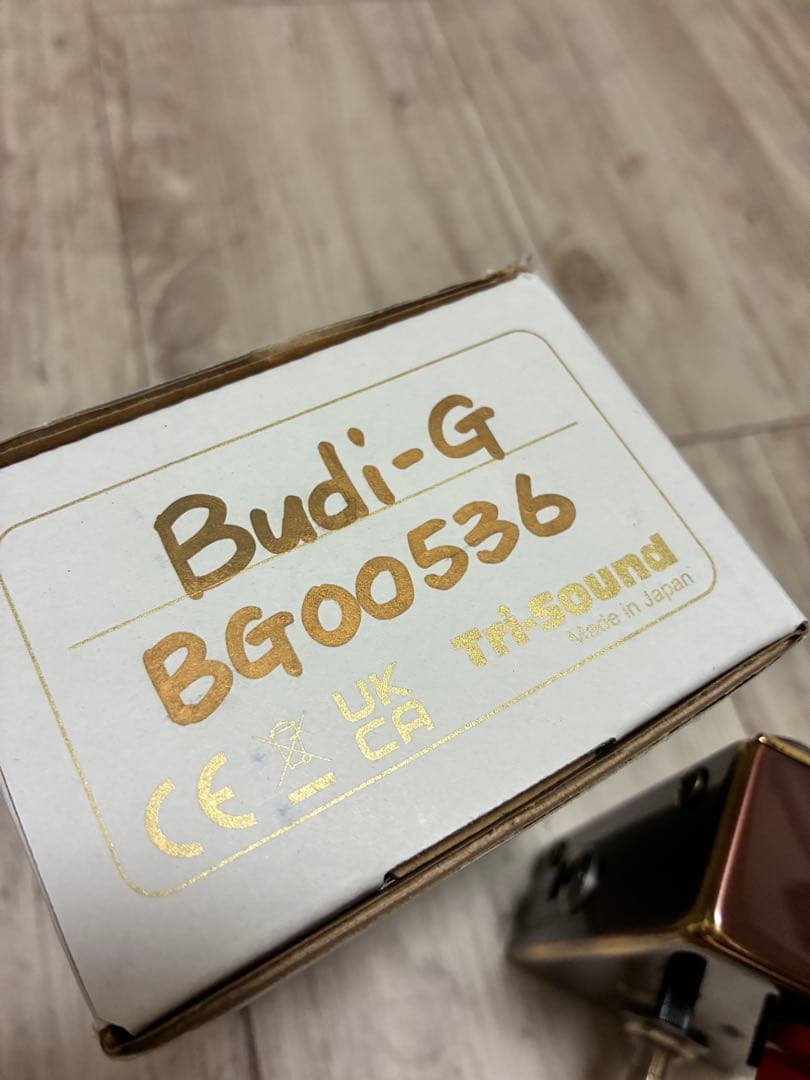 Budi-G
BG00536
Tri-Sound
Made in Japan
UK
CA
CE